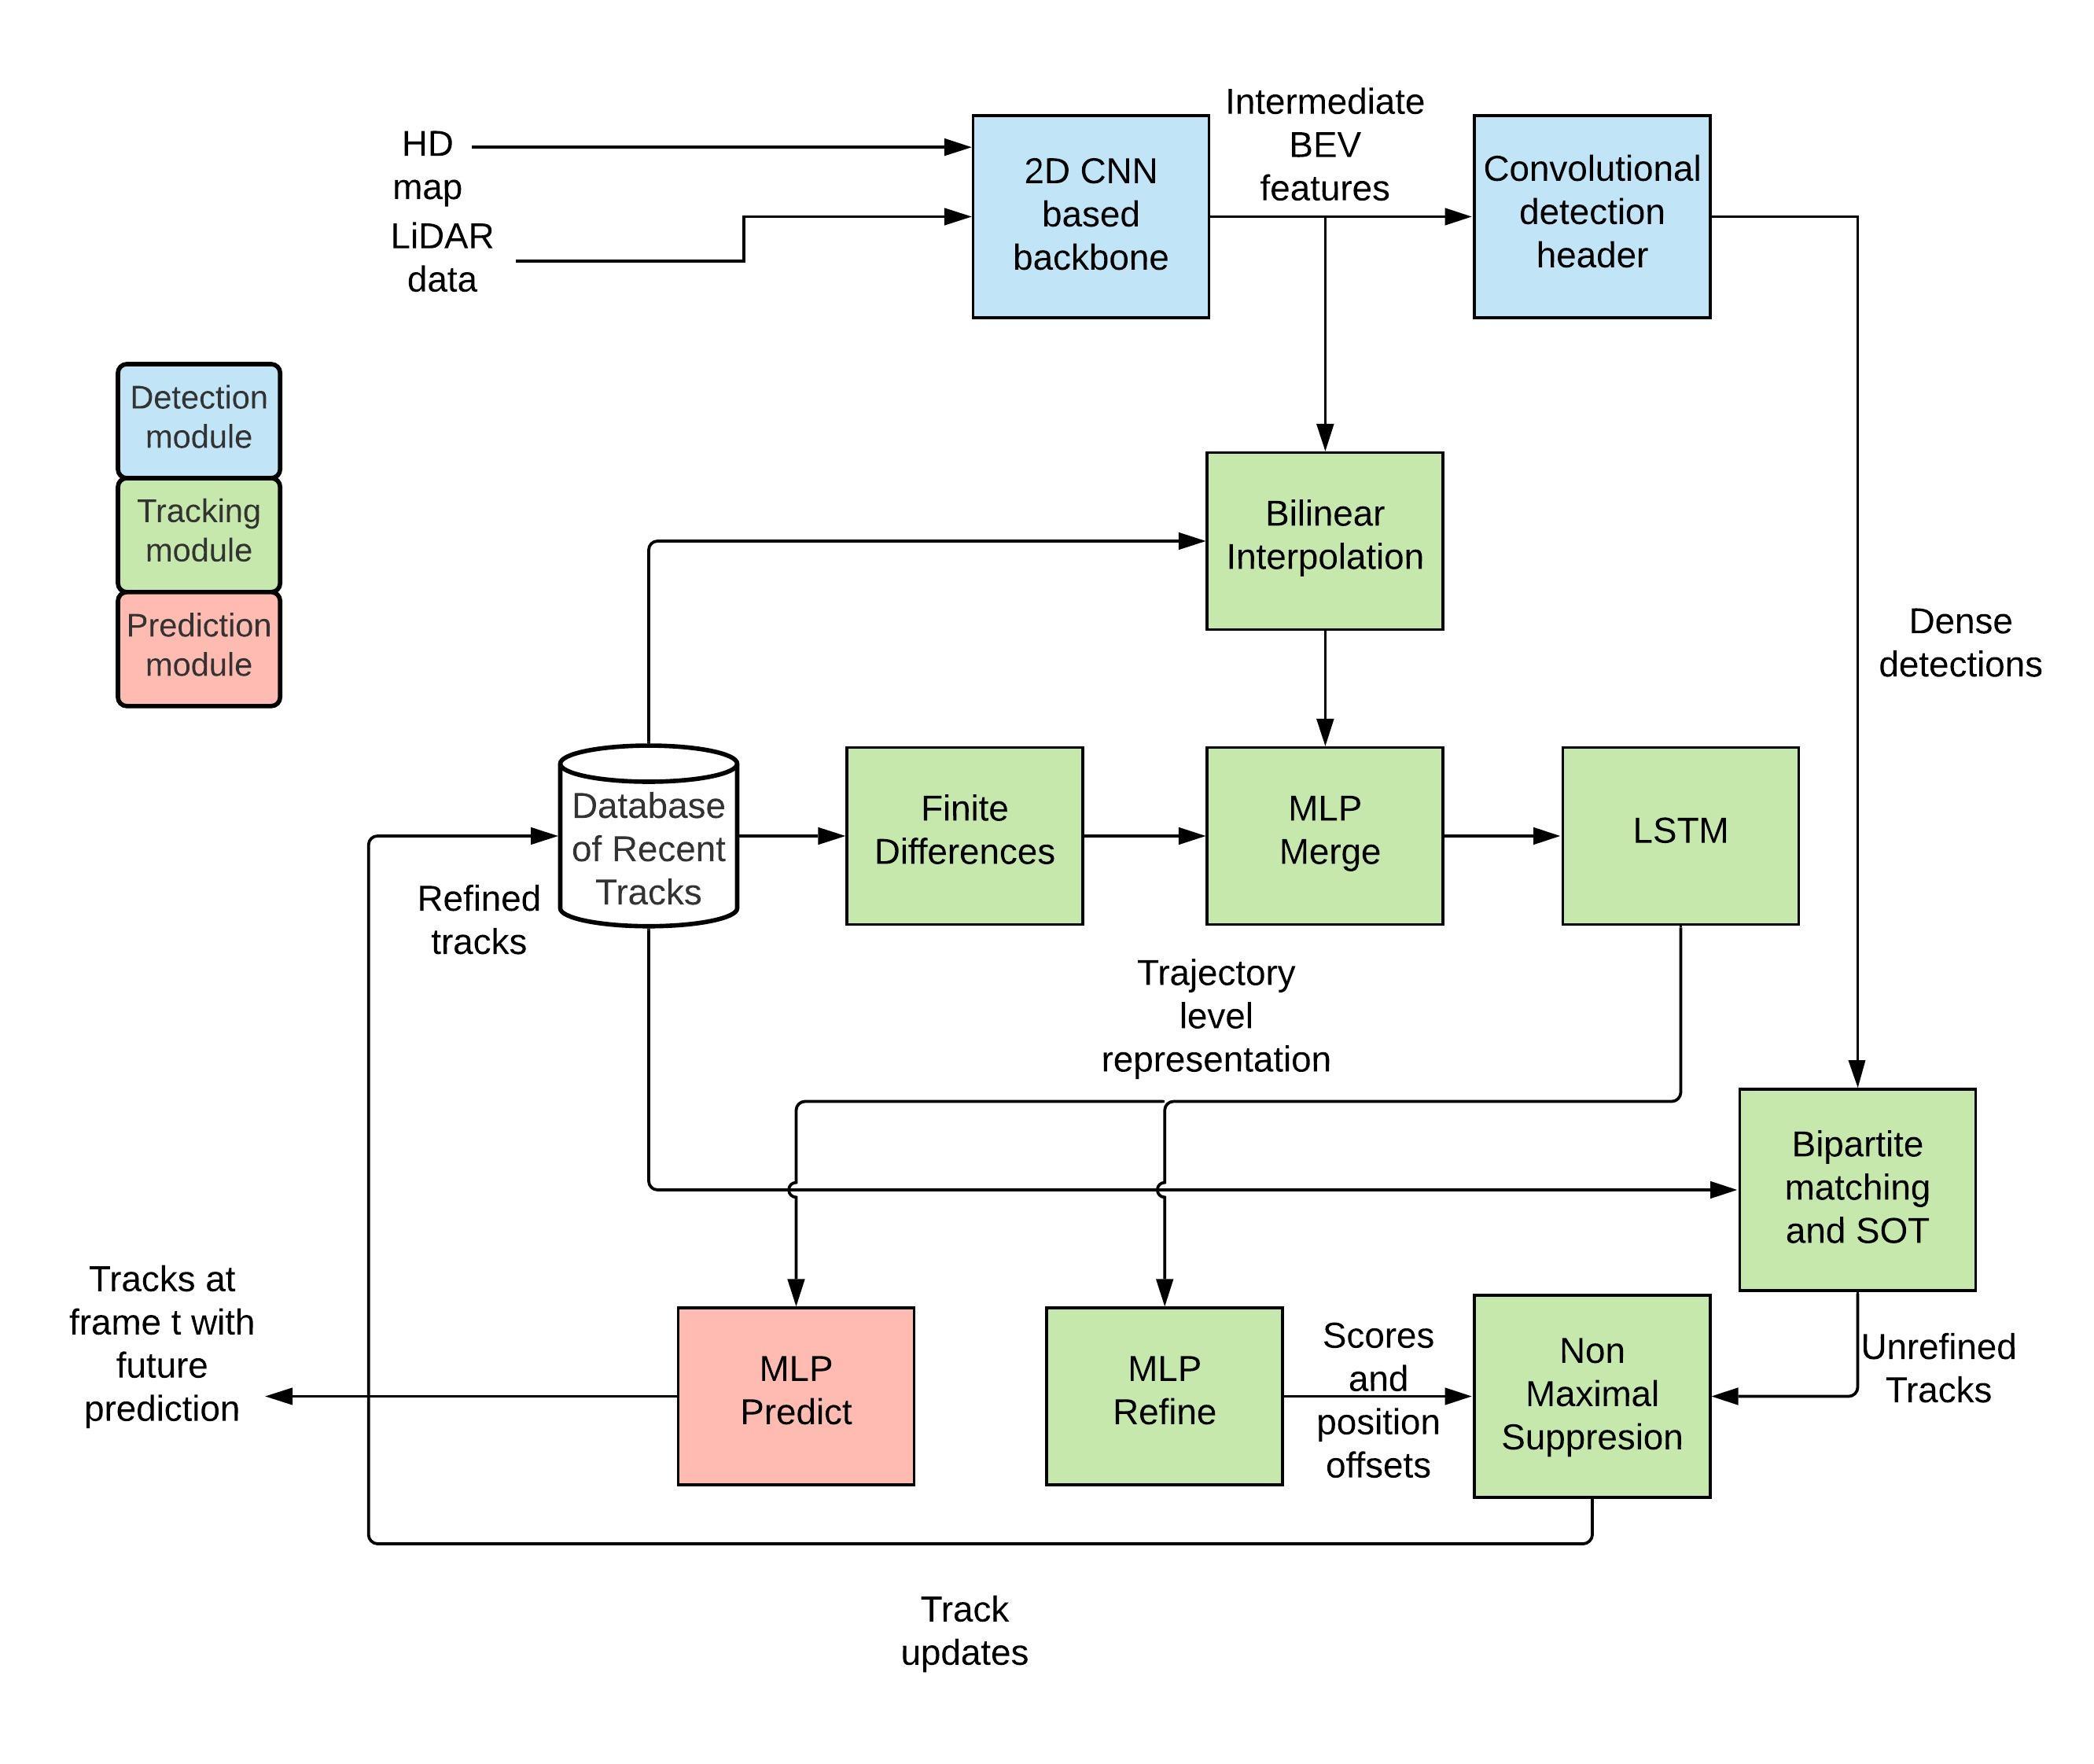 HD
map
LiDAR
data
2D CNN
based
backbone
Intermediate
BEV
features
Convolutional
detection
header
Detection
module
Tracking
module
Prediction
module
Bilinear
Interpolation
Dense
detections
Database
of Recent
Tracks
Finite
Differences
MLP
Merge
LSTM
Refined
tracks
Trajectory
level
representation
Bipartite
matching
and SOT
Tracks at
frame t with
future
prediction
MLP
Predict
MLP
Refine
Scores
and
position
offsets
Non
Maximal
Suppresion
Unrefined
Tracks
Track
updates